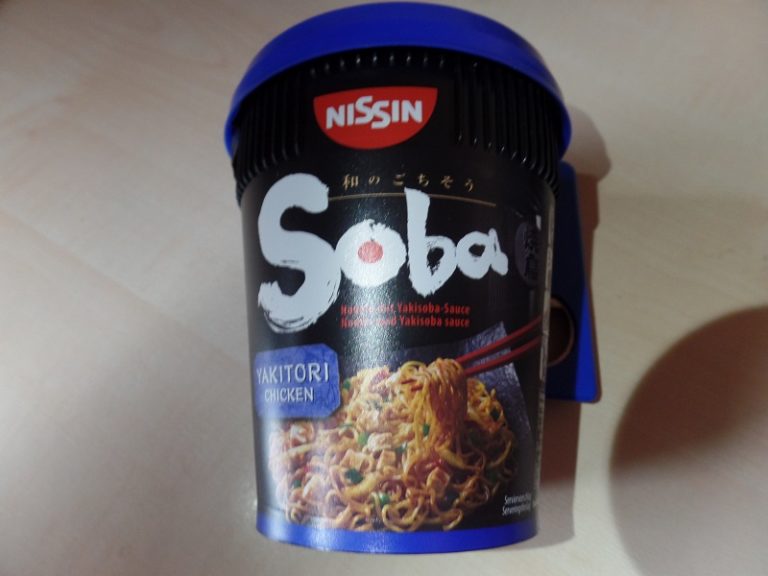 NISSIN
和のごちそう
Soba
Nudeln mit Yakisoba-Sauce
Noodles and Yakisoba sauce
YAKITORI
CHICKEN